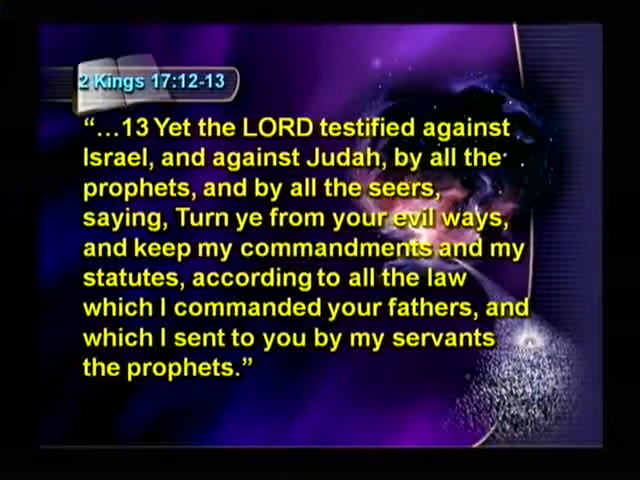 2 Kings 17:12-13
“…13 Yet the LORD testified against
Israel, and against Judah, by all the
prophets, and by all the seers,
saying, Turn ye from your evil ways,
and keep my commandments and my
statutes, according to all the law
which I commanded your fathers, and
which I sent to you by my servants
the prophets.”